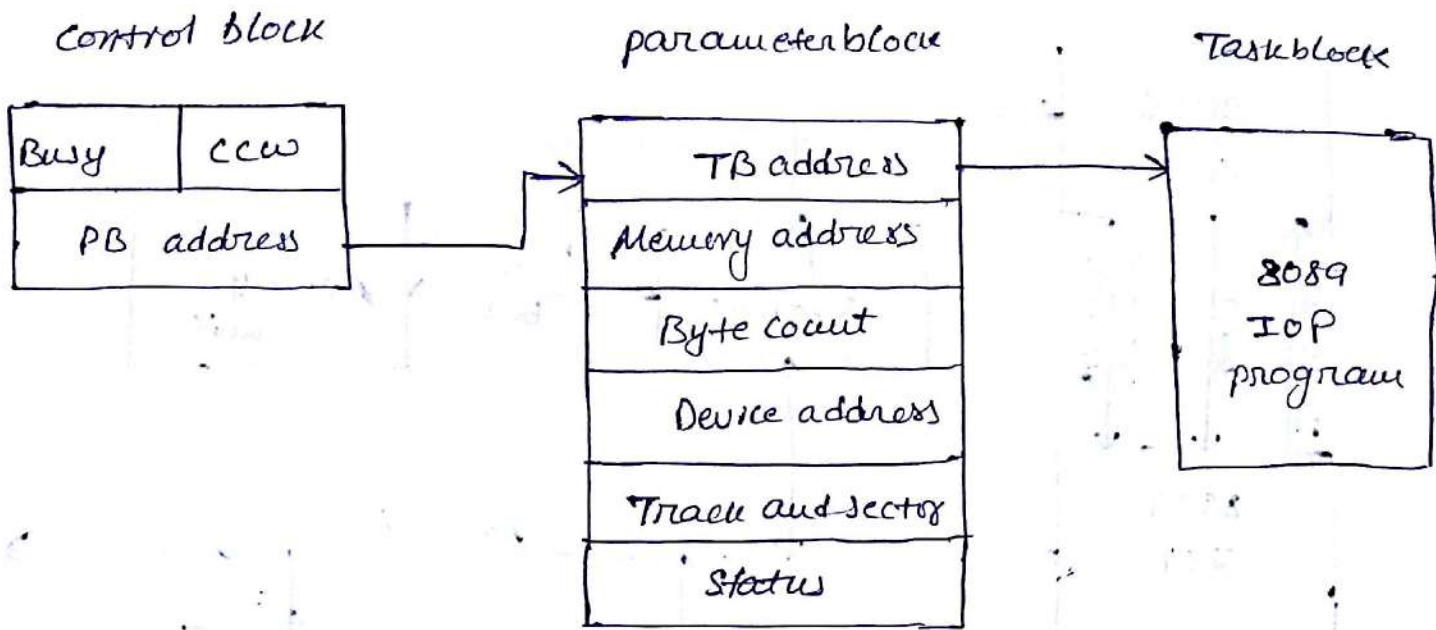 Control block
Busy
CCW
PB address
parameterblock
TB address
Memory address
Byte count
Device address
Track and sector
Status
Taskblock
8089
IOP
program